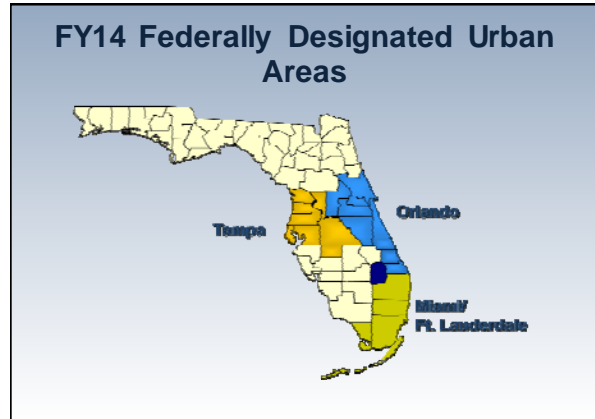 FY14 Federally Designated Urban
Areas
Orlando
Tampa
Miami/
Ft. Lauderdale